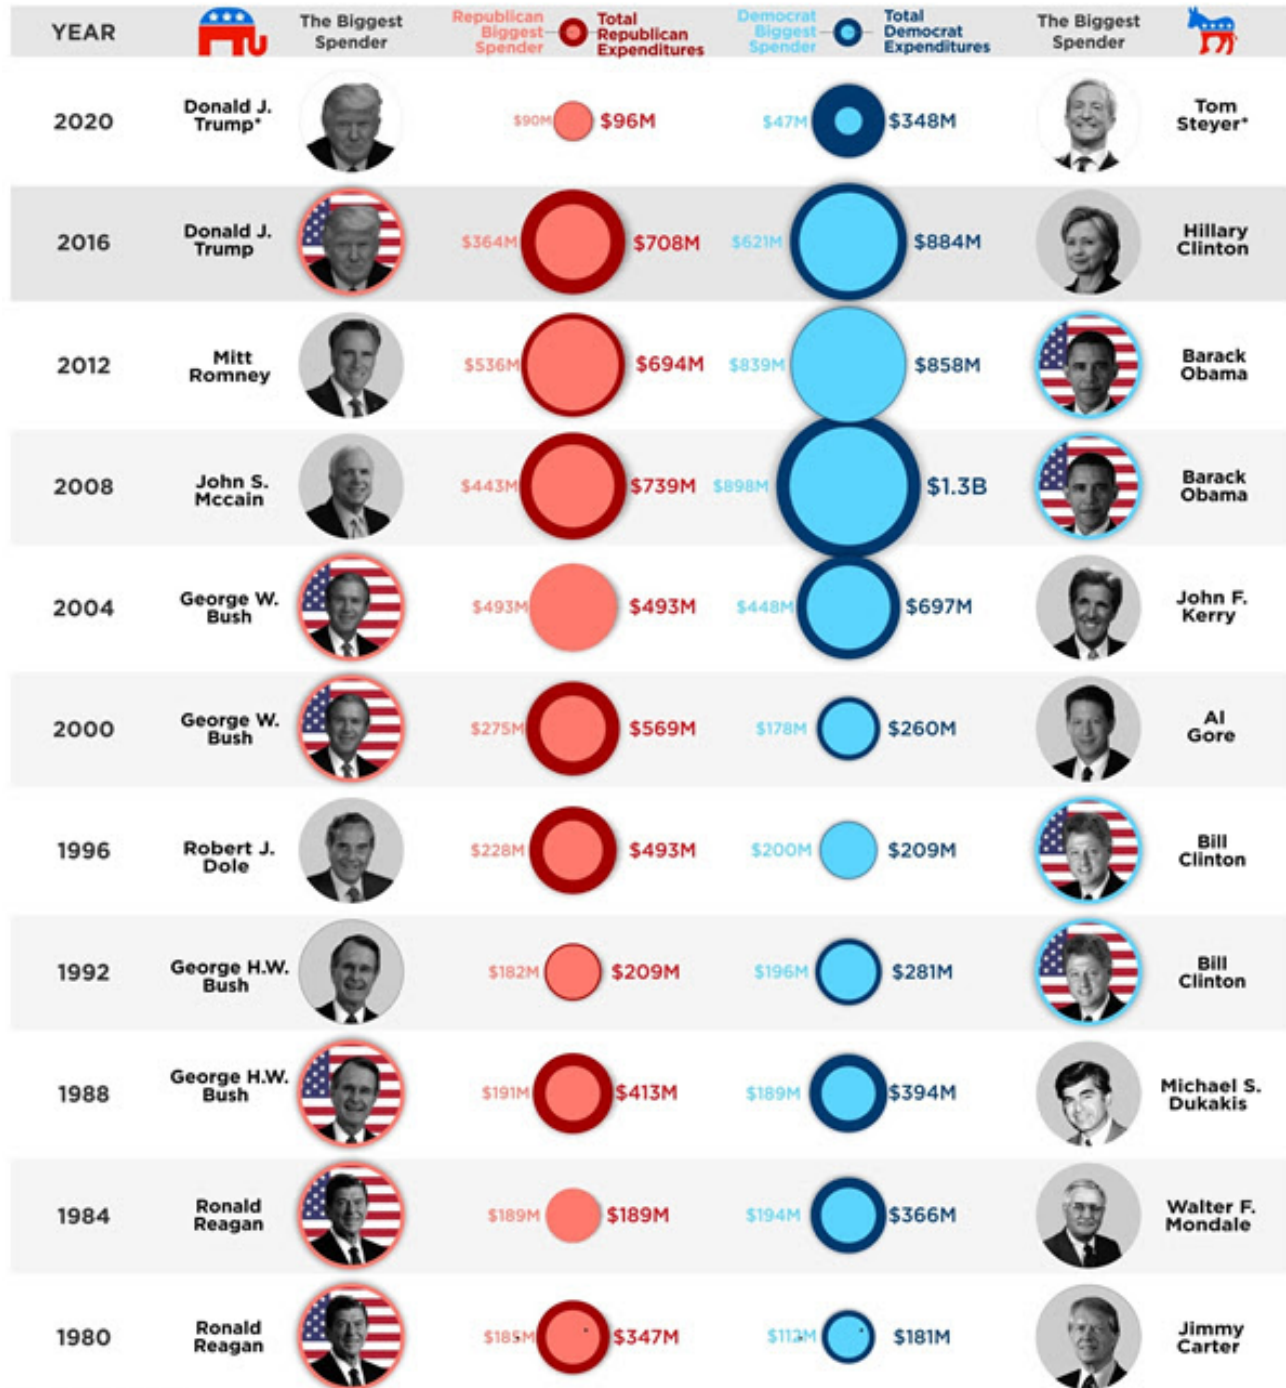 YEAR
The Biggest
Spender
Republican
Biggest
Spender
Total
Republican
Expenditures
Democrat
Biggest
Spender
Total
Democrat
Expenditures
The Biggest
Spender
2020
Donald J.
Trump*
$90M
$96M
$47M
$348M
Tom
Steyer*
2016
Donald J.
Trump
$364M
$708M
$621M
$884M
Hillary
Clinton
2012
Mitt
Romney
$536M
$694M
$839M
$858M
Barack
Obama
2008
John S.
Mccain
$443M
$739M
$898M
$1.3B
Barack
Obama
2004
George W.
Bush
$493M
$493M
$448M
$697M
John F.
Kerry
2000
George W.
Bush
$275M
$569M
$178M
$260M
Al
Gore
1996
Robert J.
Dole
$228M
$493M
$200M
$209M
Bill
Clinton
1992
George H.W.
Bush
$182M
$209M
$196M
$281M
Bill
Clinton
1988
George H.W.
Bush
$191M
$413M
$189M
$394M
Michael S.
Dukakis
1984
Ronald
Reagan
$189M
$189M
$194M
$366M
Walter F.
Mondale
1980
Ronald
Reagan
$185M
$347M
$112M
$181M
Jimmy
Carter